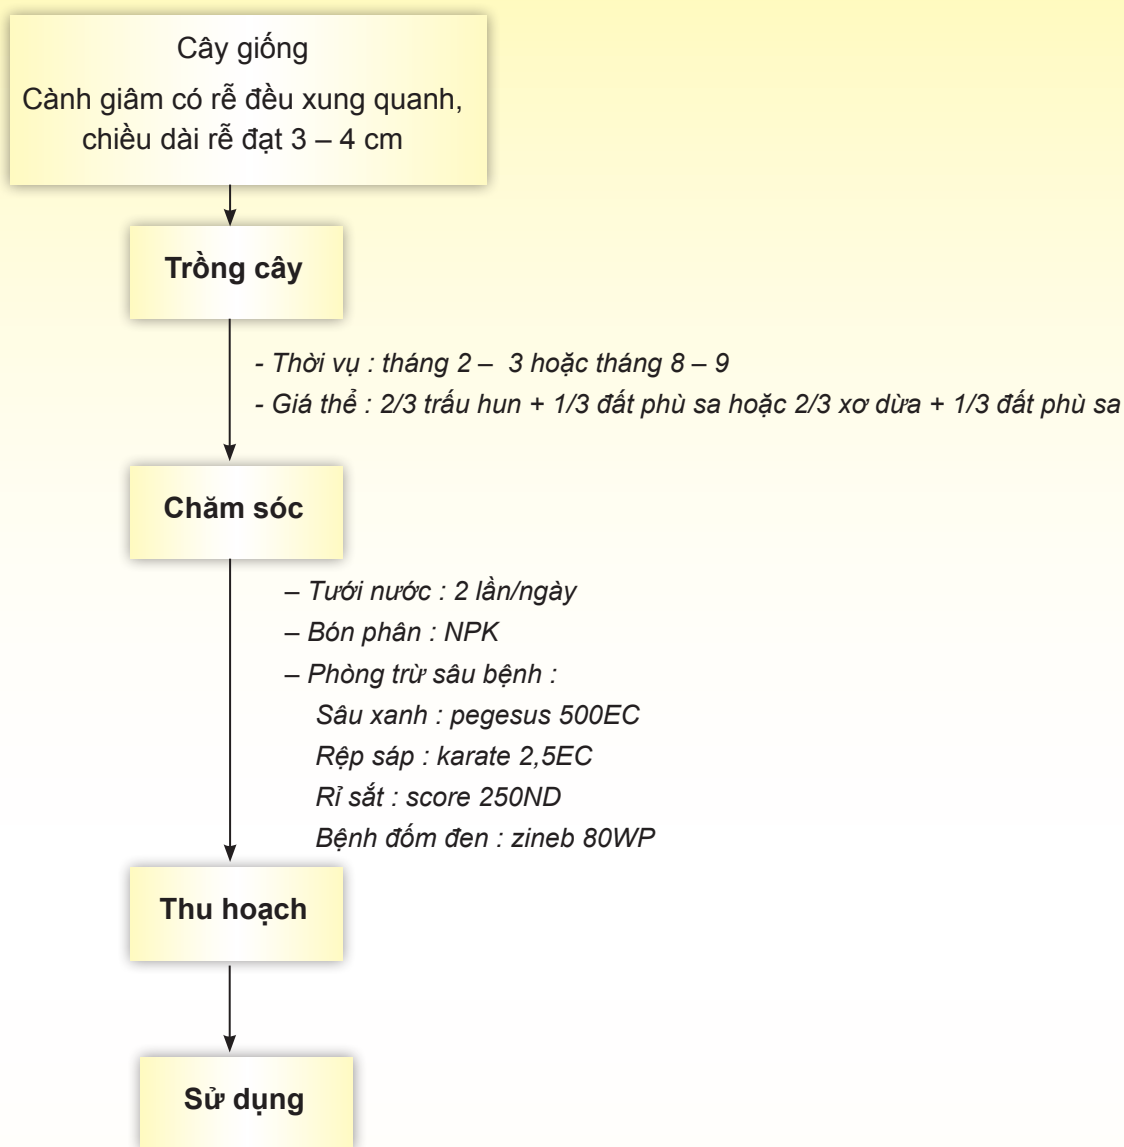 Cây giống
Cành giâm có rễ đều xung quanh,
chiều dài rễ đạt 3 – 4 cm
Trồng cây
- Thời vụ : tháng 2 – 3 hoặc tháng 8 – 9
- Giá thể : 2/3 trấu hun + 1/3 đất phù sa hoặc 2/3 xơ dừa + 1/3 đất phù sa
Chăm sóc
– Tưới nước : 2 lần/ngày
– Bón phân : NPK
– Phòng trừ sâu bệnh :
Sâu xanh : pegesus 500EC
Rệp sáp : karate 2,5EC
Rỉ sắt : score 250ND
Bệnh đốm đen : zineb 80WP
Thu hoạch
Sử dụng